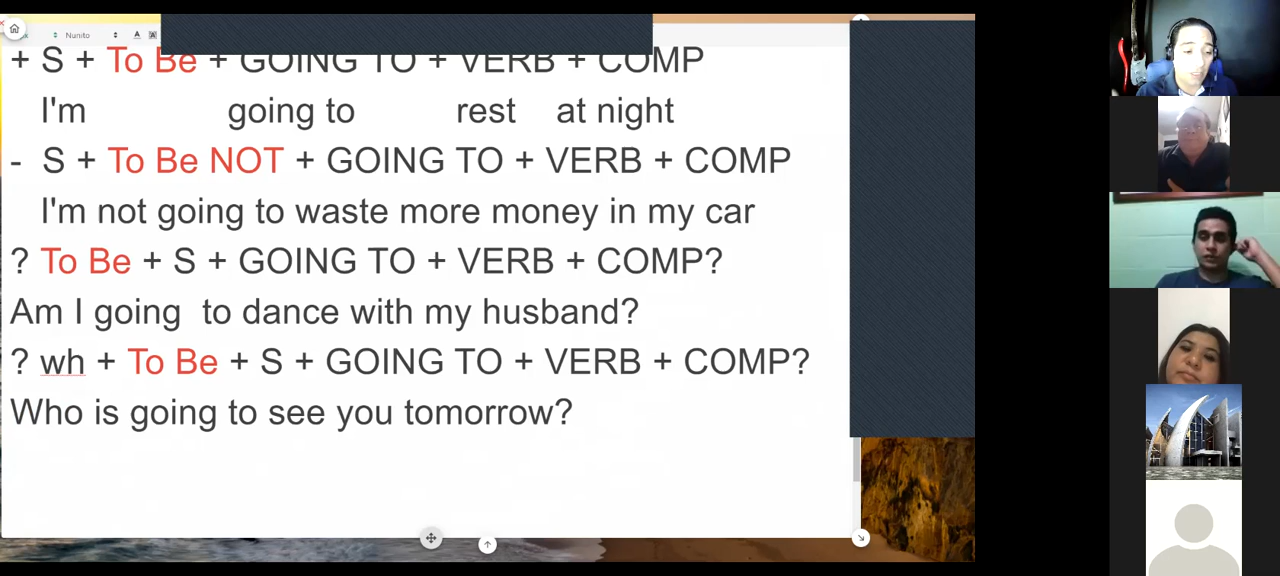 Nunito
+ S + To Be + GOING TO + VERB + COMP
I'm going to rest at night
- S + To Be NOT + GOING TO + VERB + COMP
I'm not going to waste more money in my car
? To Be + S + GOING TO + VERB + COMP?
Am I going to dance with my husband?
? wh + To Be + S + GOING TO + VERB + COMP?
Who is going to see you tomorrow?